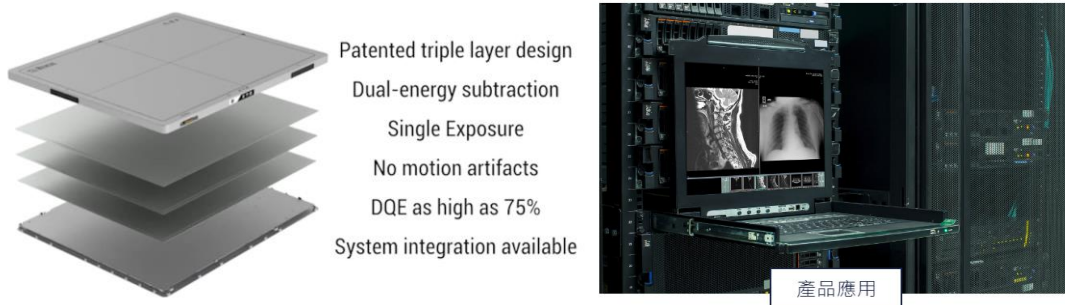 Patented triple layer design
Dual-energy subtraction
Single Exposure
No motion artifacts
DQE as high as 75%
System integration available
產品應用